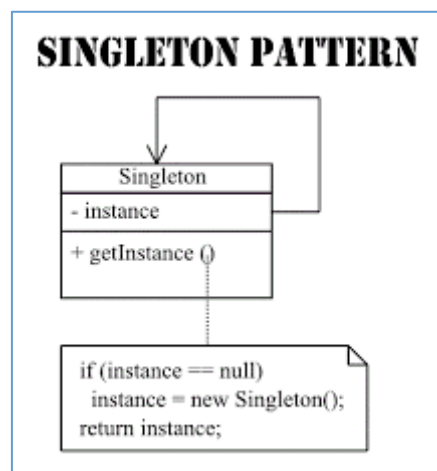 SINGLETON PATTERN
Singleton
- instance
+ getInstance ()
if (instance == null)
instance = new Singleton();
return instance;